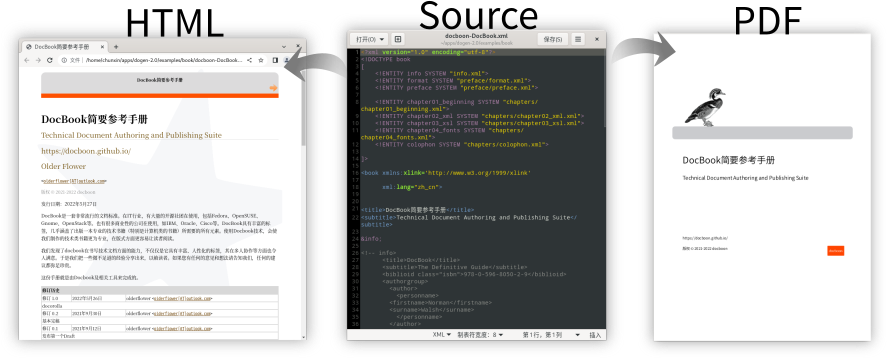 HTML
Source
PDF
DocBook简要参考手册
文件
/home/chunxin/apps/dogen-2.0/examples/book/docboon-DocBook...
DocBook简要参考手册
DocBook简要参考手册
Technical Document Authoring and Publishing Suite
https://docboon.github.io/
Older Flower
<olderflower[AT]outlook.com>
版权 © 2021-2022 docboon
发行日期：2022年5月27日
修订历史
修订 1.0 2022年5月26日 olderflower <olderflower[AT]outlook.com>
修订 0.2 2021年9月30日 olderflower <olderflower[AT]outlook.com>
基本完稿
修订 0.1 2021年9月12日 olderflower <olderflower[AT]outlook.com>
发布第一个Draft
打开(O)
docboon-DocBook.xml
~/apps/dogen-2.0/examples/book
保存(S)
<?xml version="1.0" encoding="utf-8"?>
<!DOCTYPE book
[
<!ENTITY info SYSTEM "info.xml">
<!ENTITY format SYSTEM "preface/format.xml">
<!ENTITY preface SYSTEM "preface/preface.xml">
<!ENTITY chapter01_beginning SYSTEM "chapters/
chapter01_beginning.xml">
<!ENTITY chapter02_xml SYSTEM "chapters/chapter02_xml.xml">
<!ENTITY chapter03_xsl SYSTEM "chapters/chapter03_xsl.xml">
<!ENTITY chapter04_fonts SYSTEM "chapters/
chapter04_fonts.xml">
<!ENTITY colophon SYSTEM "chapters/colophon.xml">
]>
<book xmlns:xlink='http://www.w3.org/1999/xlink'
xml:lang="zh_cn">
<title>DocBook简要参考手册</title>
<subtitle>Technical Document Authoring and Publishing Suite</
subtitle>
&info;
<!-- info>
<title>DocBook</title>
<subtitle>The Definitive Guide</subtitle>
<biblioid class="isbn">978-0-596-8050-2-9</biblioid>
<authorgroup>
<author>
<personname>
<firstname>Norman</firstname>
<surname>Walsh</surname>
</personname>
</author>
XML
制表符宽度：8
第 1 行，第 1 列
插入
DocBook简要参考手册
Technical Document Authoring and Publishing Suite
https://docboon.github.io/
版权 © 2021-2022 docboon